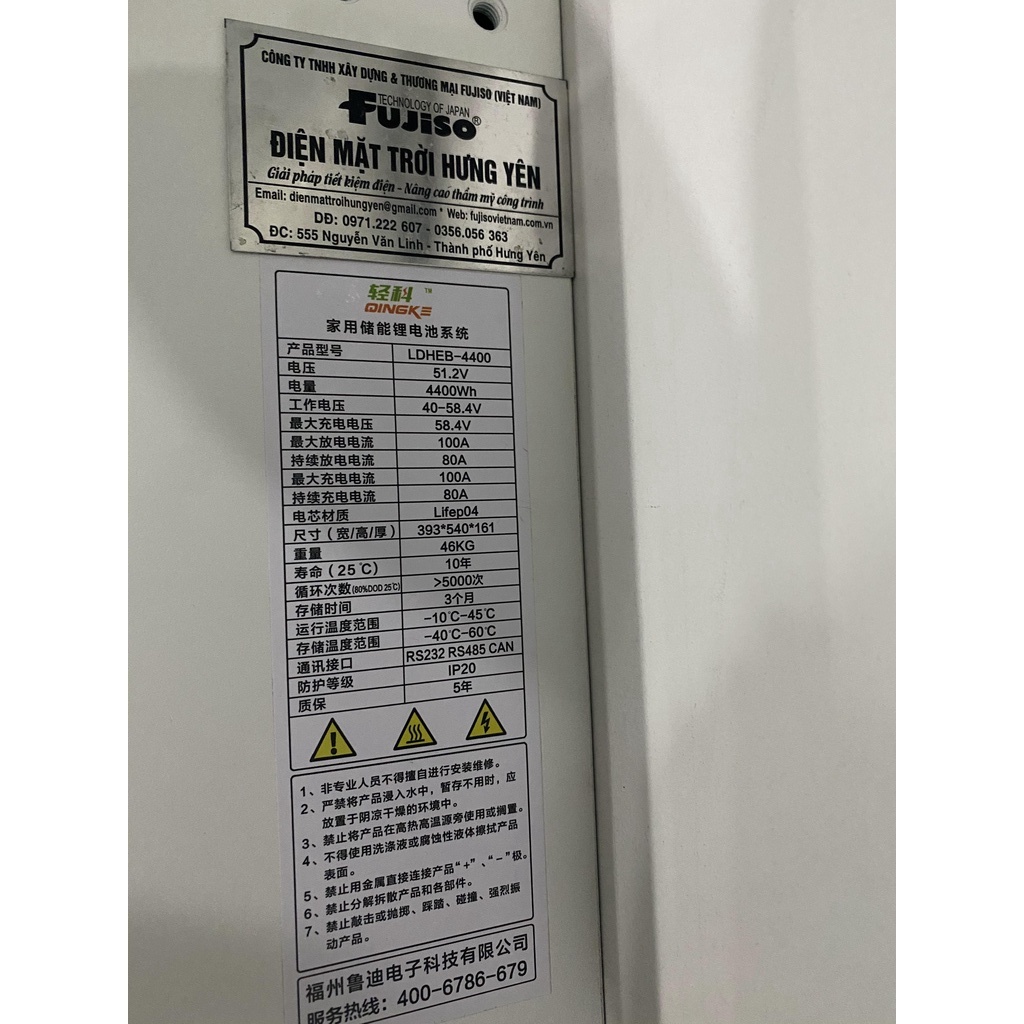 CÔNG TY TNHH XÂY DỰNG & THƯƠNG MẠI FUJISO (VIỆT NAM)
TECHNOLOGY OF JAPAN
FUJISO®
ĐIỆN MẶT TRỜI HƯNG YÊN
Giải pháp tiết kiệm điện - Nâng cao thẩm mỹ công trình
Email: dienmattroihungyen@gmail.com * Web: fujisovietnam.com.vn
DĐ: 0971.222 607 - 0356.056 363
ĐC: 555 Nguyễn Văn Linh - Thành phố Hưng Yên
轻科 TM
QINGKE
家用储能锂电池系统
产品型号 LDHEB-4400
电压 51.2V
电量 4400Wh
工作电压 40-58.4V
最大充电电压 58.4V
最大放电电流 100A
持续放电电流 80A
最大充电电流 100A
持续充电电流 80A
电芯材质 Lifep04
尺寸（宽/高/厚） 393*540*161
重量 46KG
寿命（25℃） 10年
循环次数(80%DOD 25℃) >5000次
存储时间 3个月
运行温度范围 -10℃-45℃
存储温度范围 -40℃-60℃
通讯接口 RS232 RS485 CAN
防护等级 IP20
质保 5年
1、非专业人员不得擅自进行安装维修。
2、严禁将产品浸入水中，暂存不用时，应
放置于阴凉干燥的环境中。
3、禁止将产品在高热高温源旁使用或搁置。
4、不得使用洗涤液或腐蚀性液体擦拭产品
表面。
5、禁止用金属直接连接产品“+”、“-”极。
6、禁止分解拆散产品和各部件。
7、禁止敲击或抛掷、踩踏、碰撞、强烈振
动产品。
福州鲁迪电子科技有限公司
服务热线：400-6786-679